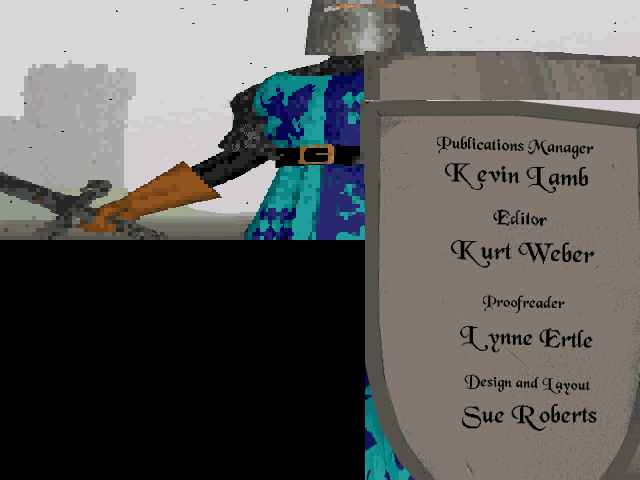 Publications Manager
Kevin Lamb
Editor
Kurt Weber
Proofreader
Lynne Ertle
Design and Layout
Sue Roberts